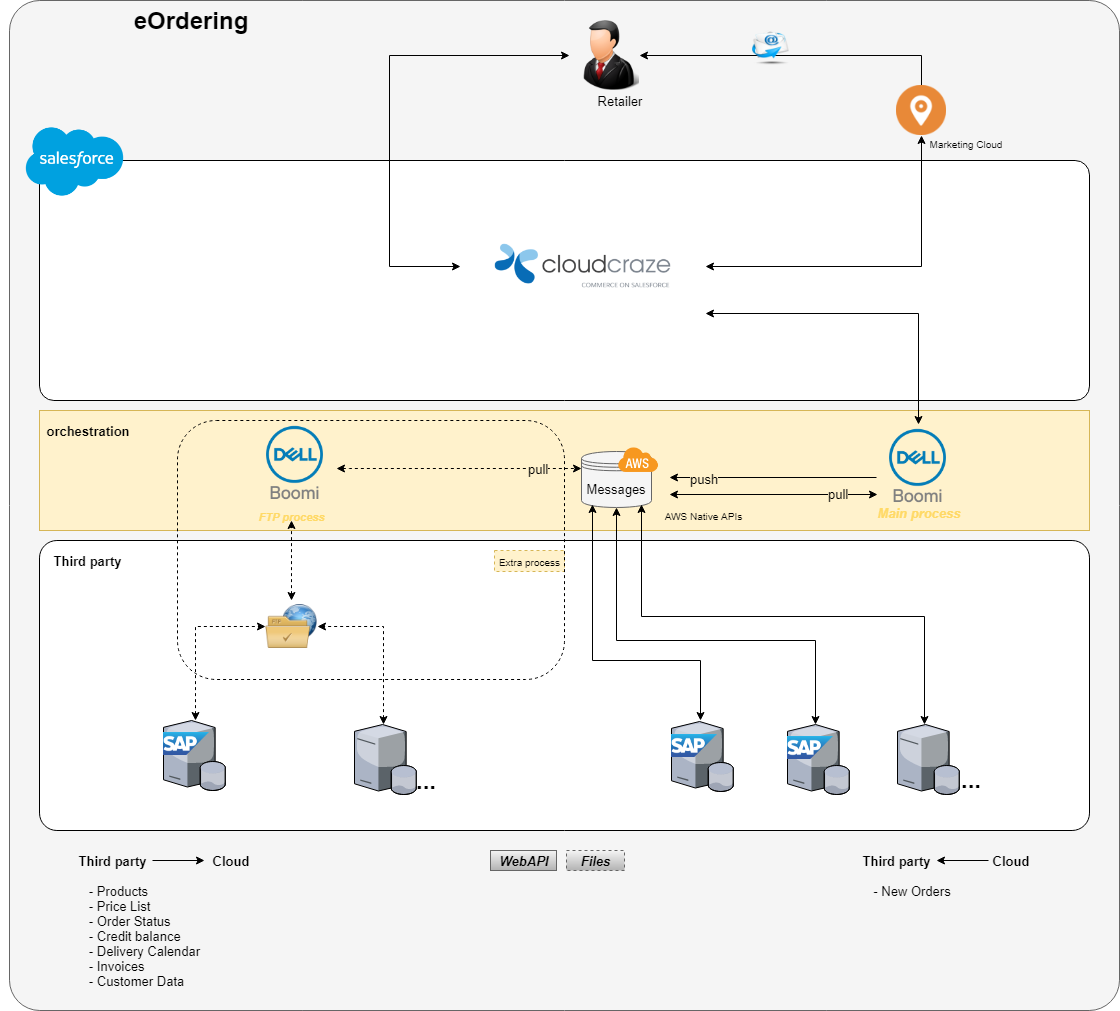 eOrdering
Retailer
Marketing Cloud
salesforce
cloudcraze
COMMERCE ON SALESFORCE
orchestration
DELL
Boomi
FTP process
pull
AWS
Messages
push
pull
AWS Native APIs
DELL
Boomi
Main process
Third party
Extra process
FTP
SAP
...
SAP
SAP
...
Third party
Cloud
- Products
- Price List
- Order Status
- Credit balance
- Delivery Calendar
- Invoices
- Customer Data
WebAPI
Files
Third party
Cloud
- New Orders